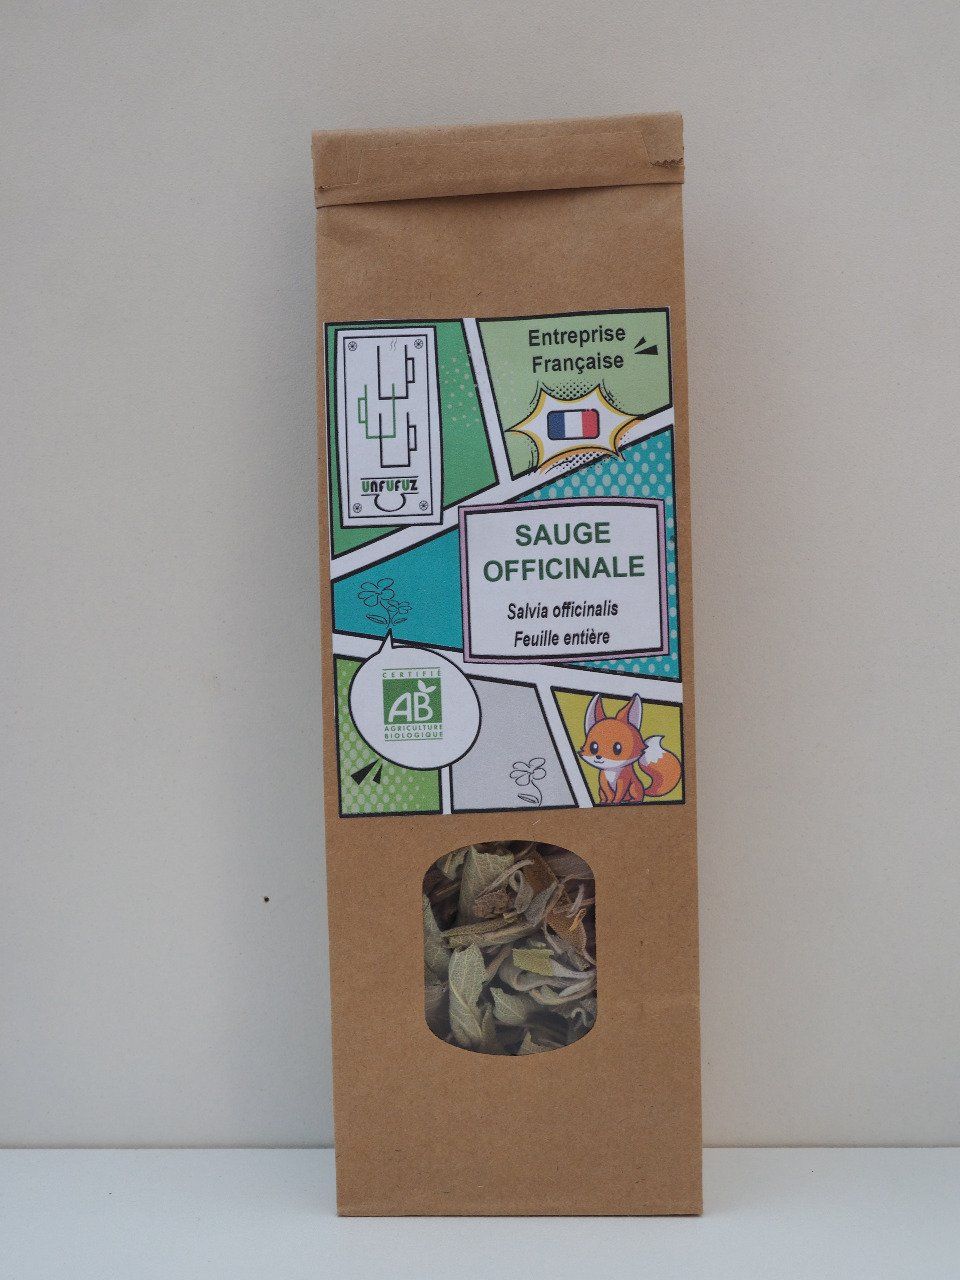 Entreprise
Française
UNFUFUZ
SAUGE
OFFICINALE
Salvia officinalis
Feuille entière
CERTIFIÉ
AB
AGRICULTURE
BIOLOGIQUE